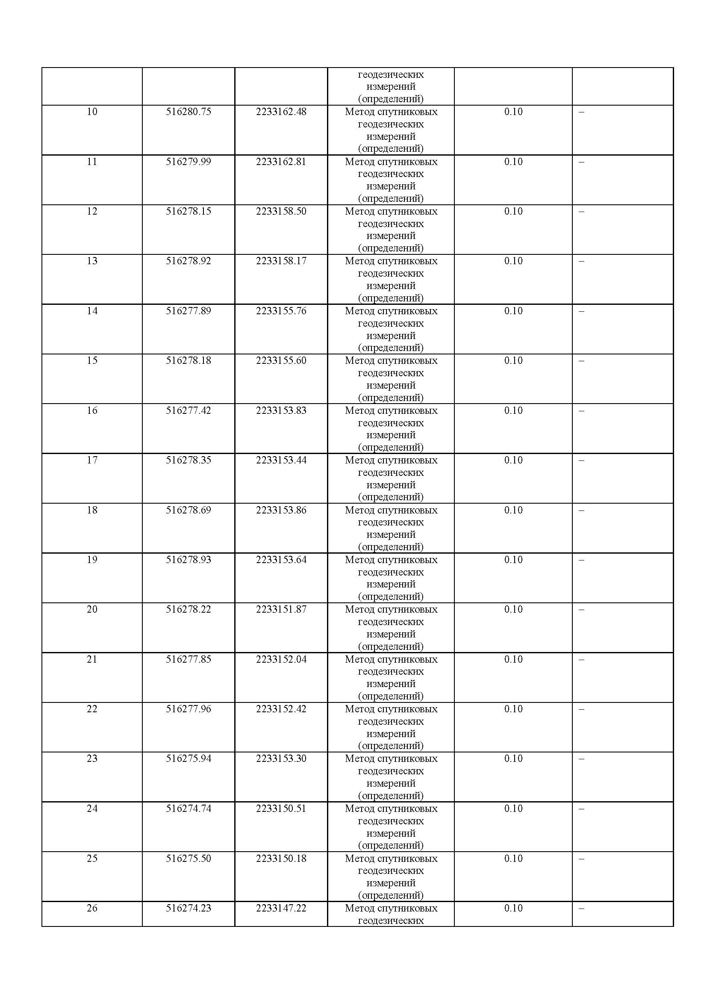 геодезических
измерений
(определений)
10 516280.75 2233162.48 Метод спутниковых 0.10 –
геодезических
измерений
(определений)
11 516279.99 2233162.81 Метод спутниковых 0.10 –
геодезических
измерений
(определений)
12 516278.15 2233158.50 Метод спутниковых 0.10 –
геодезических
измерений
(определений)
13 516278.92 2233158.17 Метод спутниковых 0.10 –
геодезических
измерений
(определений)
14 516277.89 2233155.76 Метод спутниковых 0.10 –
геодезических
измерений
(определений)
15 516278.18 2233155.60 Метод спутниковых 0.10 –
геодезических
измерений
(определений)
16 516277.42 2233153.83 Метод спутниковых 0.10 –
геодезических
измерений
(определений)
17 516278.35 2233153.44 Метод спутниковых 0.10 –
геодезических
измерений
(определений)
18 516278.69 2233153.86 Метод спутниковых 0.10 –
геодезических
измерений
(определений)
19 516278.93 2233153.64 Метод спутниковых 0.10 –
геодезических
измерений
(определений)
20 516278.22 2233151.87 Метод спутниковых 0.10 –
геодезических
измерений
(определений)
21 516277.85 2233152.04 Метод спутниковых 0.10 –
геодезических
измерений
(определений)
22 516277.96 2233152.42 Метод спутниковых 0.10 –
геодезических
измерений
(определений)
23 516275.94 2233153.30 Метод спутниковых 0.10 –
геодезических
измерений
(определений)
24 516274.74 2233150.51 Метод спутниковых 0.10 –
геодезических
измерений
(определений)
25 516275.50 2233150.18 Метод спутниковых 0.10 –
геодезических
измерений
(определений)
26 516274.23 2233147.22 Метод спутниковых 0.10 –
геодезических